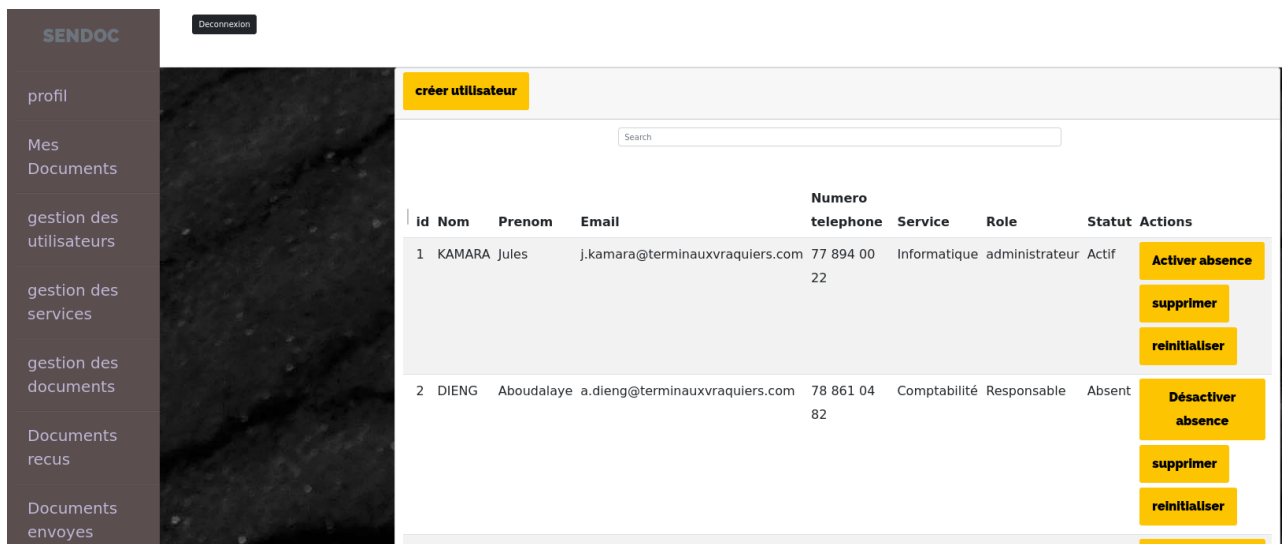 SENDOC
Deconnexion
profil
Mes
Documents
gestion des
utilisateurs
gestion des
services
gestion des
documents
Documents
recus
Documents
envoyes
créer utilisateur
Search
id Nom Prenom Email Numero telephone Service Role Statut Actions
1 KAMARA Jules j.kamara@terminauxvraquiers.com 77 894 00 22 Informatique administrateur Actif
Activer absence
supprimer
reinitialiser
2 DIENG Aboudalaye a.dieng@terminauxvraquiers.com 78 861 04 82 Comptabilité Responsable Absent
Désactiver
absence
supprimer
reinitialiser